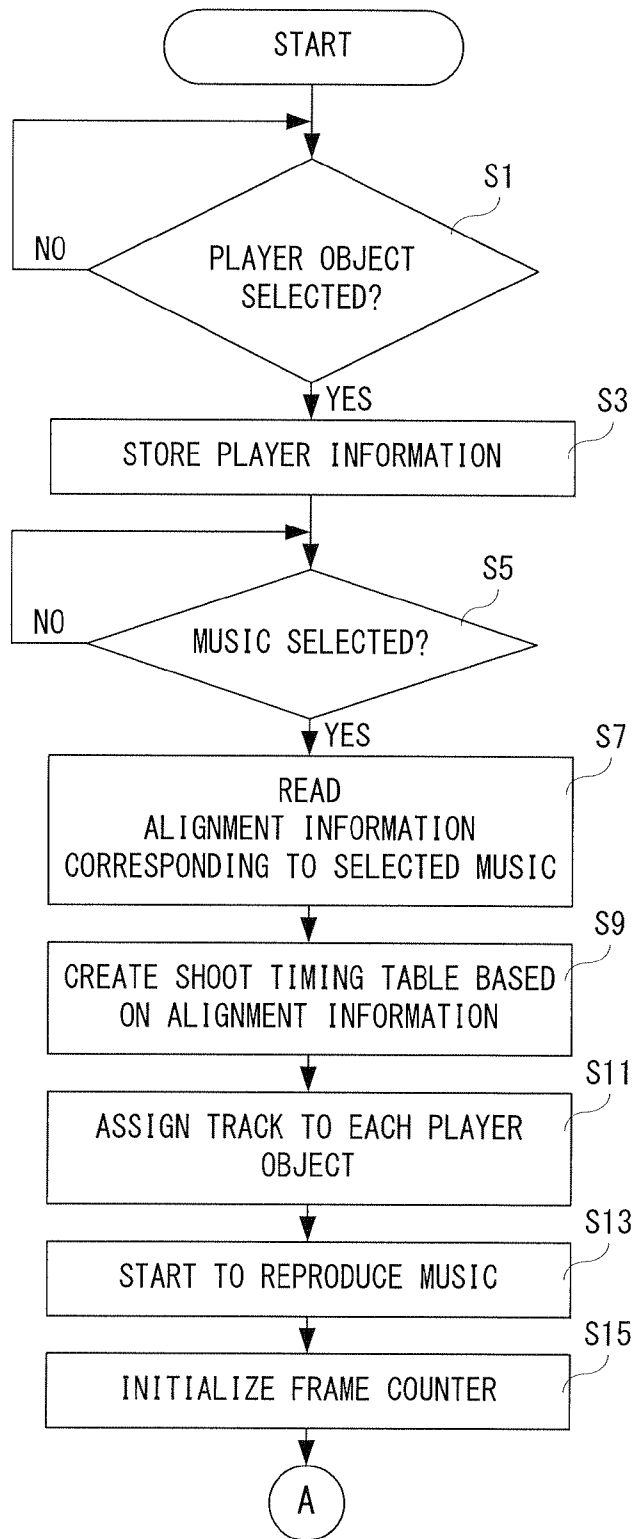 START
S1
NO
PLAYER OBJECT
SELECTED?
YES
S3
STORE PLAYER INFORMATION
S5
NO
MUSIC SELECTED?
YES
S7
READ
ALIGNMENT INFORMATION
CORRESPONDING TO SELECTED MUSIC
S9
CREATE SHOOT TIMING TABLE BASED
ON ALIGNMENT INFORMATION
S11
ASSIGN TRACK TO EACH PLAYER
OBJECT
S13
START TO REPRODUCE MUSIC
S15
INITIALIZE FRAME COUNTER
A